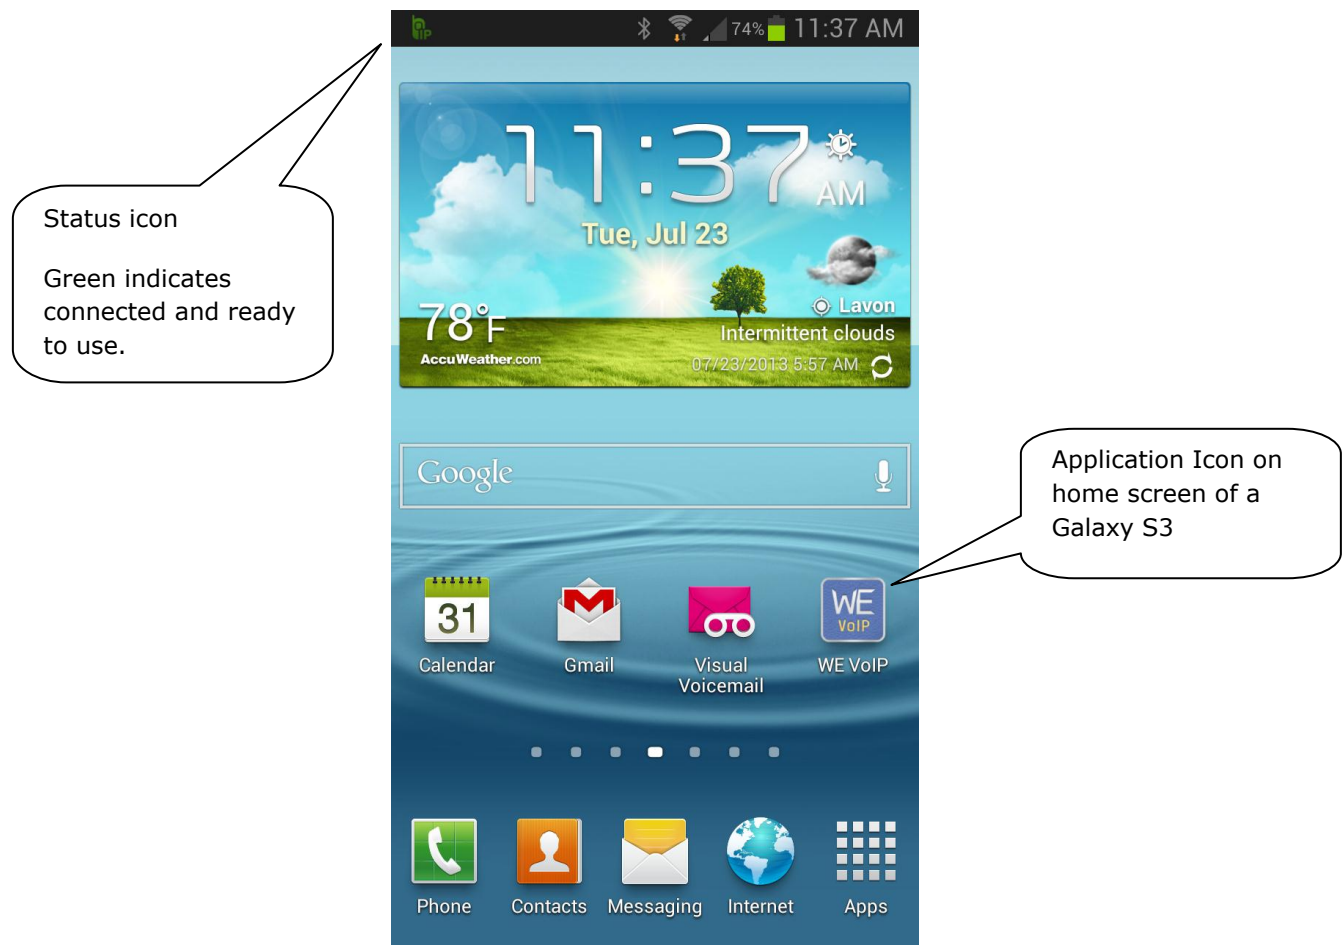 74% 11:37 AM
11:37
AM
Tue, Jul 23
78°F
Lavon
Intermittent clouds
AccuWeather.com
07/23/2013 5:57 AM
Status icon
Green indicates
connected and ready
to use.
Google
Application Icon on
home screen of a
Galaxy S3
31
WE
VoIP
Calendar
Gmail
Visual
Voicemail
WE VoIP
Phone
Contacts
Messaging
Internet
Apps